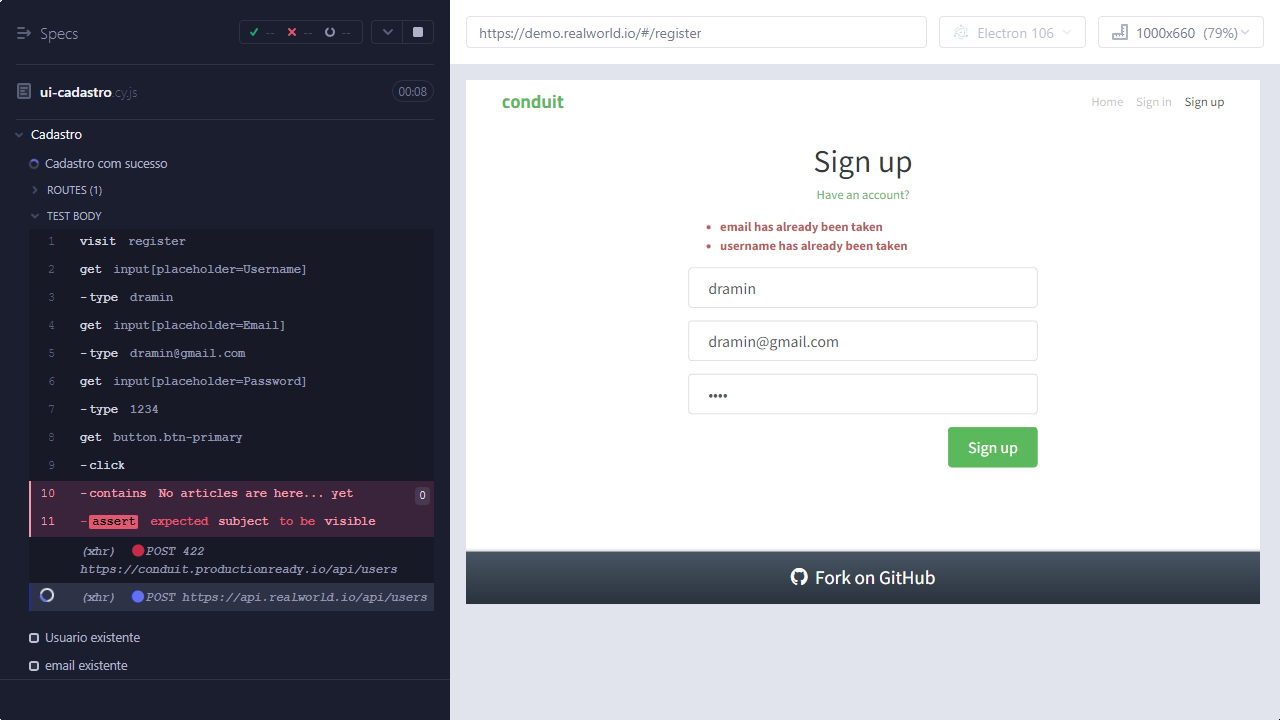 Specs
-- -- --
ui-cadastro.cy.js 00:08
Cadastro
Cadastro com sucesso
ROUTES (1)
TEST BODY
1 visit register
2 get input[placeholder=Username]
3 -type dramin
4 get input[placeholder=Email]
5 -type dramin@gmail.com
6 get input[placeholder=Password]
7 -type 1234
8 get button.btn-primary
9 -click
10 -contains No articles are here... yet 0
11 -assert expected subject to be visible
(xhr) POST 422
https://conduit.productionready.io/api/users
(xhr) POST https://api.realworld.io/api/users
Usuario existente
email existente
https://demo.realworld.io/#/register
Electron 106
1000x660 (79%)
conduit
Home Sign in Sign up
Sign up
Have an account?
• email has already been taken
• username has already been taken
dramin
dramin@gmail.com
••••
Sign up
Fork on GitHub